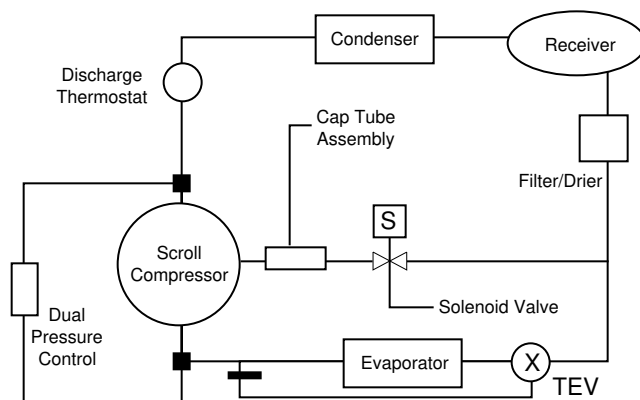 Condenser
Receiver
Discharge
Thermostat
Cap Tube
Assembly
Filter/Drier
S
Scroll
Compressor
Solenoid Valve
Dual
Pressure
Control
Evaporator
X
TEV